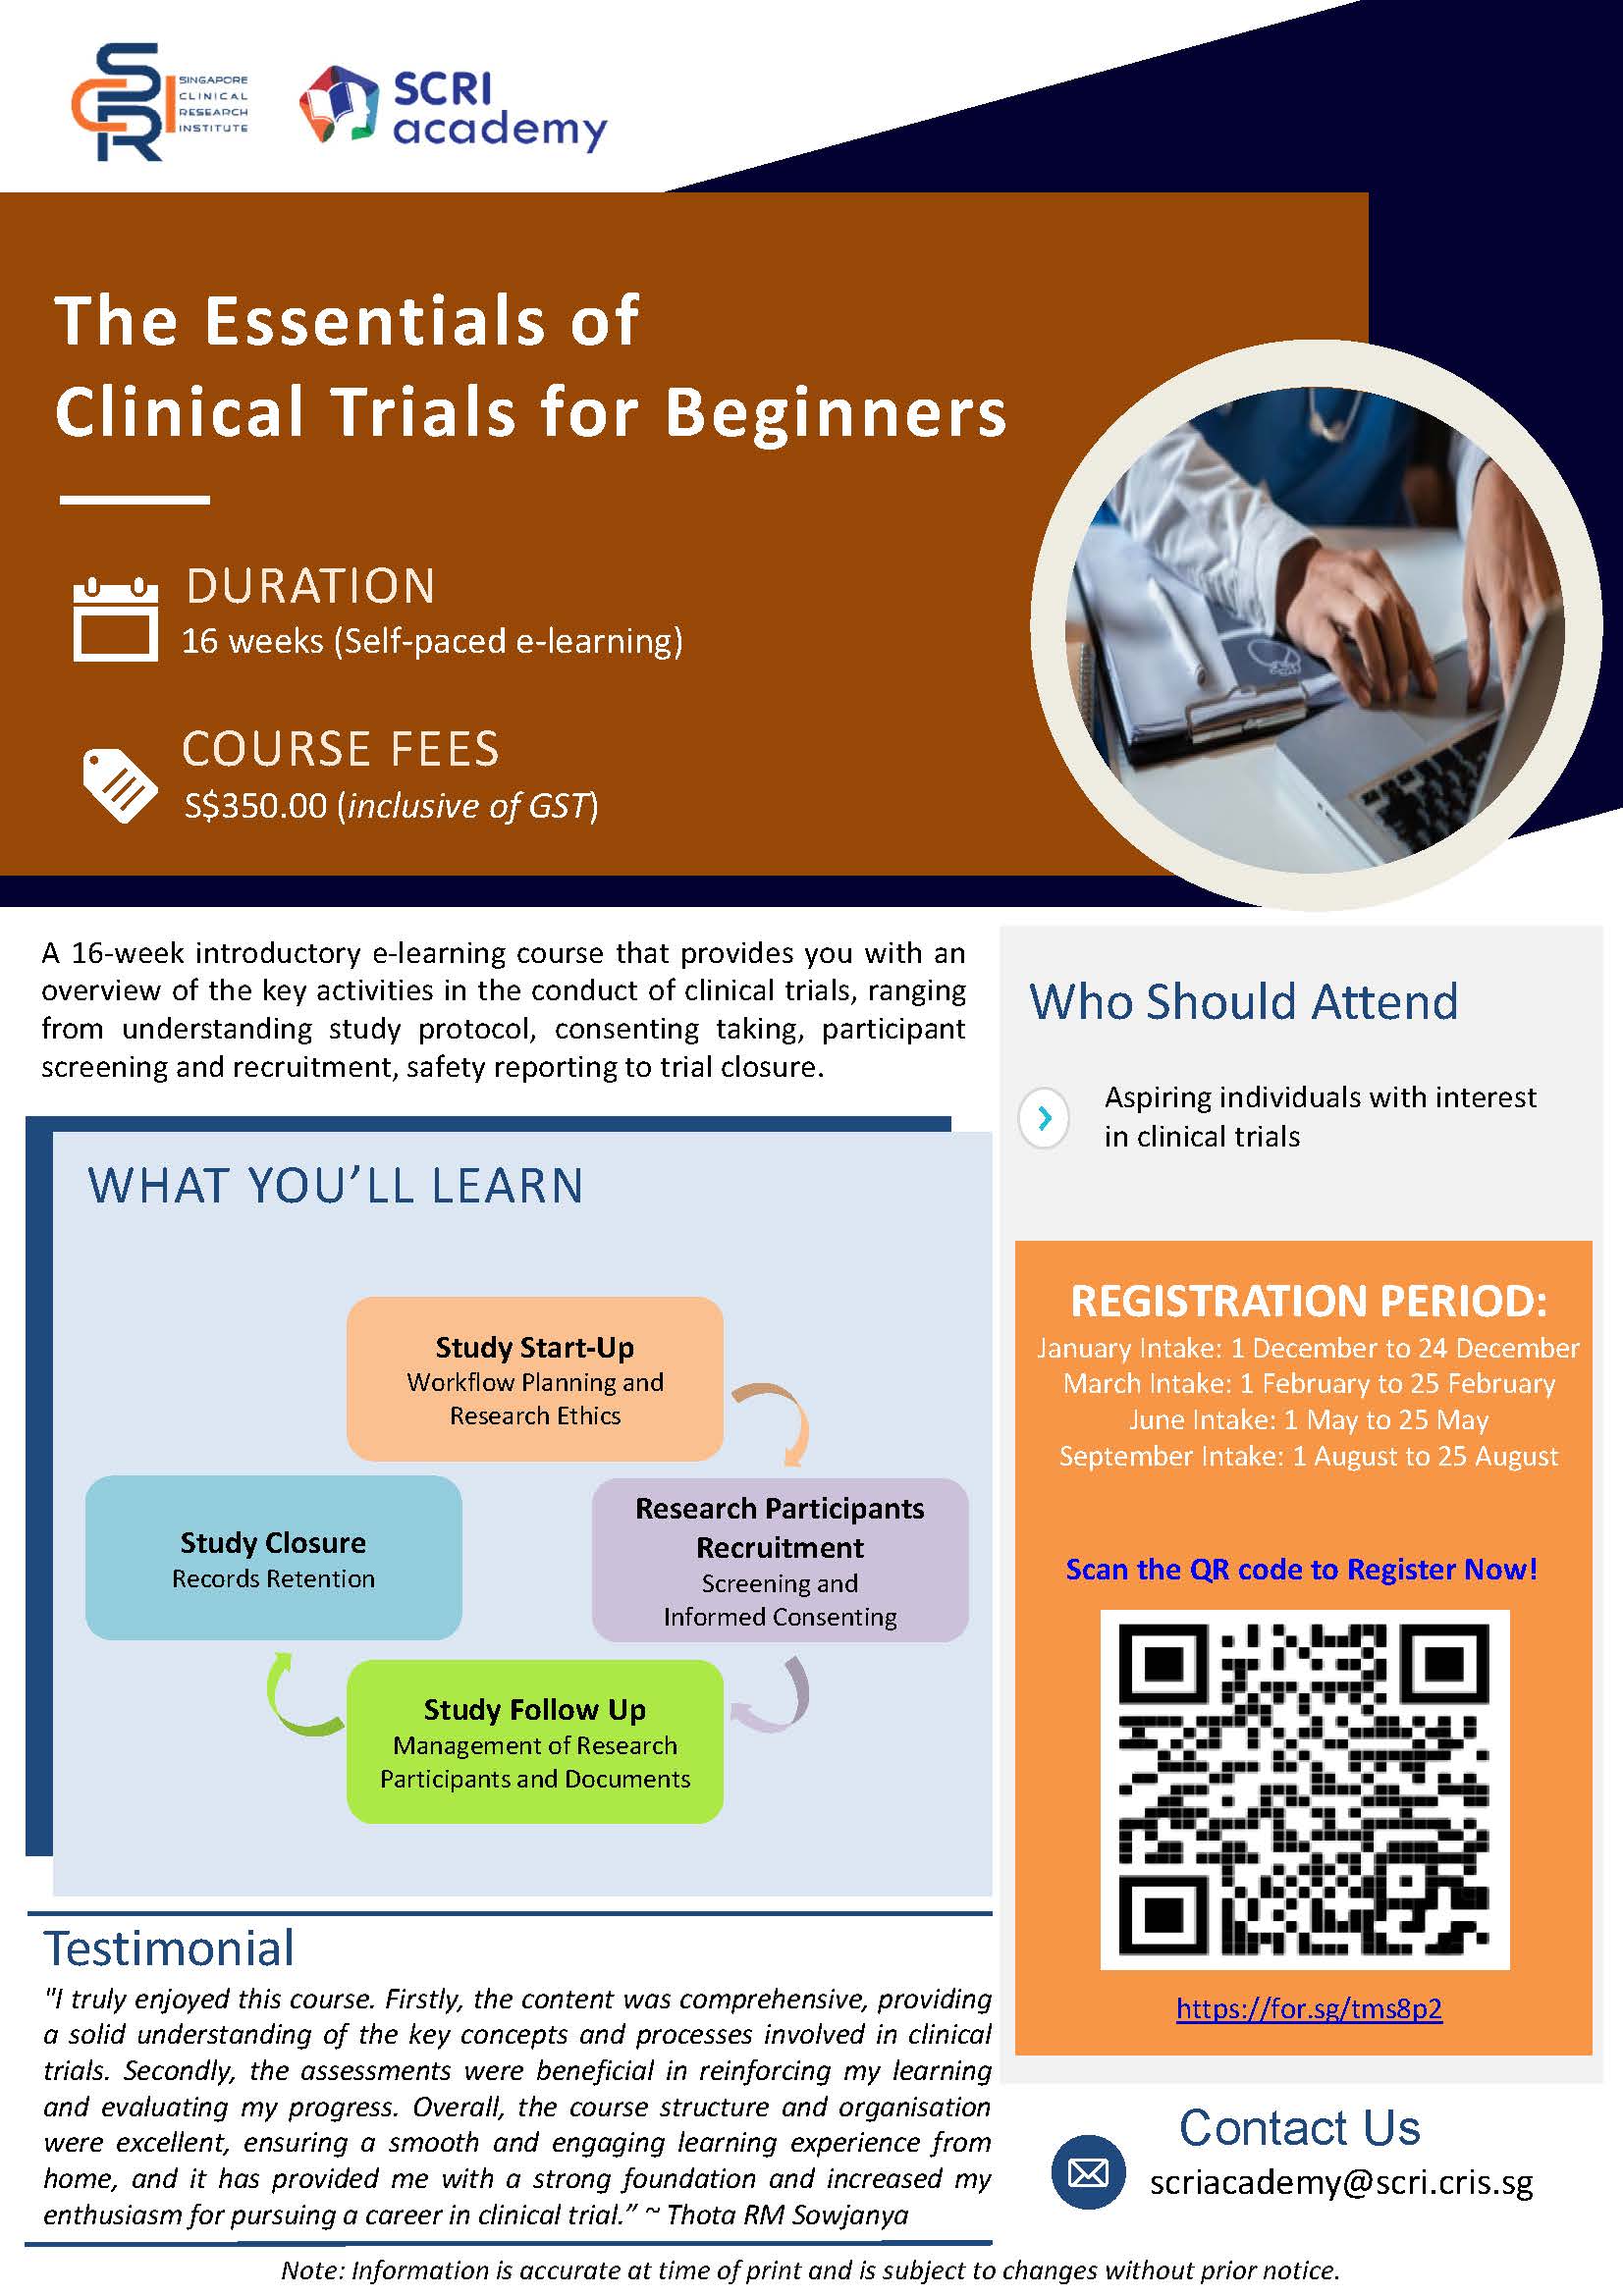 SINGAPORE
CLINICAL
RESEARCH
INSTITUTE
SCRI
academy
The Essentials of
Clinical Trials for Beginners
DURATION
16 weeks (Self-paced e-learning)
COURSE FEES
S$350.00 (inclusive of GST)
A 16-week introductory e-learning course that provides you with an
overview of the key activities in the conduct of clinical trials, ranging
from understanding study protocol, consenting taking, participant
screening and recruitment, safety reporting to trial closure.
WHAT YOU'LL LEARN
Study Start-Up
Workflow Planning and
Research Ethics
Research Participants
Recruitment
Screening and
Informed Consenting
Study Follow Up
Management of Research
Participants and Documents
Study Closure
Records Retention
Testimonial
"I truly enjoyed this course. Firstly, the content was comprehensive, providing
a solid understanding of the key concepts and processes involved in clinical
trials. Secondly, the assessments were beneficial in reinforcing my learning
and evaluating my progress. Overall, the course structure and organisation
were excellent, ensuring a smooth and engaging learning experience from
home, and it has provided me with a strong foundation and increased my
enthusiasm for pursuing a career in clinical trial.” ~ Thota RM Sowjanya
Who Should Attend
Aspiring individuals with interest
in clinical trials
REGISTRATION PERIOD:
January Intake: 1 December to 24 December
March Intake: 1 February to 25 February
June Intake: 1 May to 25 May
September Intake: 1 August to 25 August
Scan the QR code to Register Now!
https://for.sg/tms8p2
Contact Us
scriacademy@scri.cris.sg
Note: Information is accurate at time of print and is subject to changes without prior notice.